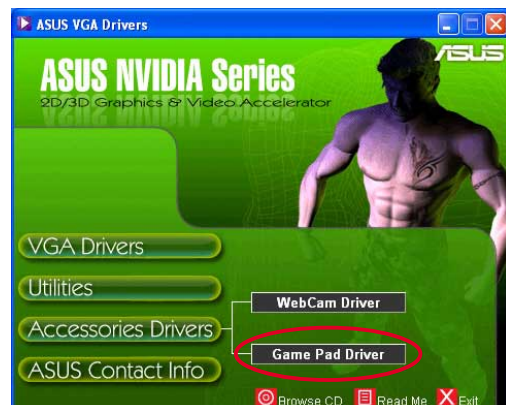 ASUS VGA Drivers
ASUS
ASUS NVIDIA Series
2D/3D Graphics & Video Accelerator
VGA Drivers
Utilities
WebCam Driver
Accessories Drivers
Game Pad Driver
ASUS Contact Info
Browse CD Read Me Exit